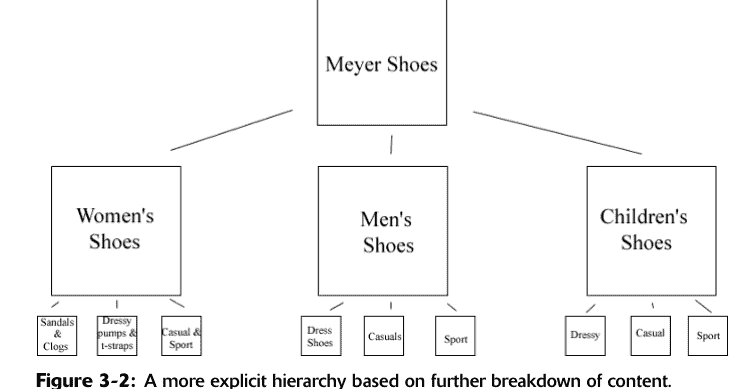 Meyer Shoes
Women's
Shoes
Men's
Shoes
Children's
Shoes
Sandals
&
Clogs
Dressy
pumps &
t-straps
Casual &
Sport
Dress
Shoes
Casuals
Sport
Dressy
Casual
Sport
Figure 3-2: A more explicit hierarchy based on further breakdown of content.